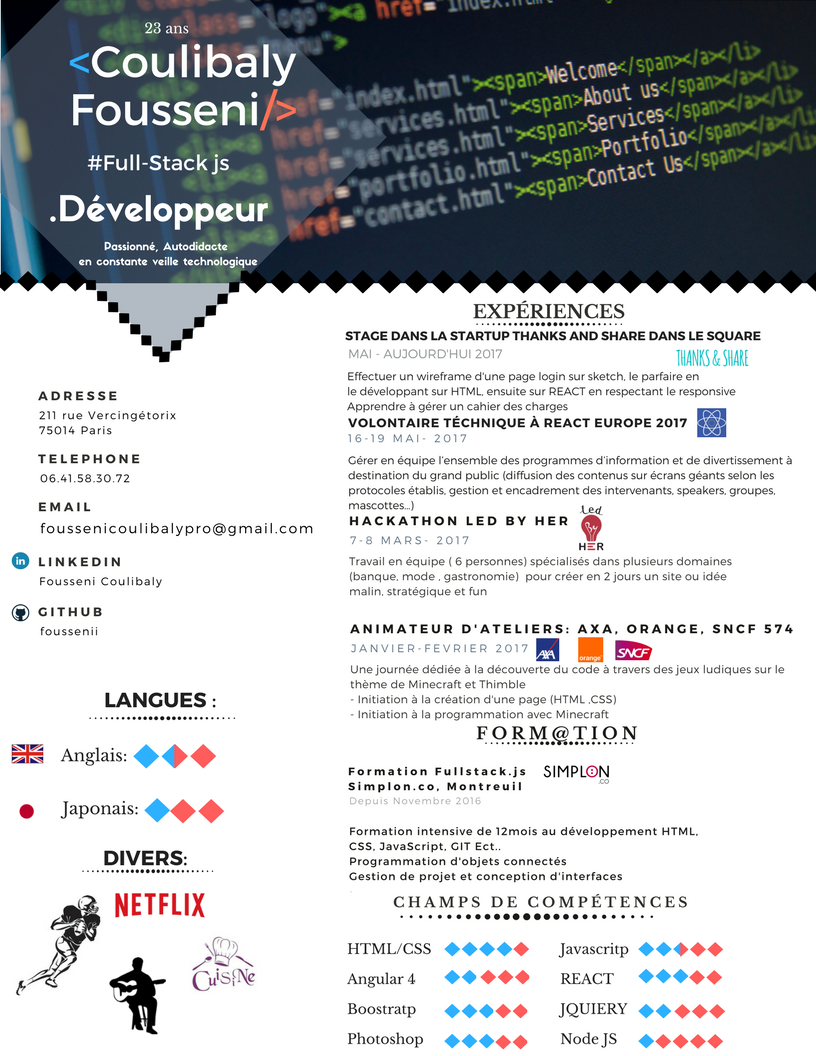 logo"><a href="index.html"
menu">
href="index.html"><span>Welcome</span></a></li>
href="services.html"><span>About us</span></a></li>
href="services.html"><span>Services</span></a></li>
href="portfolio.html"><span>Portfolio</span></a></li>
href="contact.html"><span>Contact Us</span></a></li>
23 ans
<Coulibaly
Fousseni/>
#Full-Stack js
.Développeur
Passionné, Autodidacte
en constante veille technologique
ADRESSE
211 rue Vercingétorix
75014 Paris
TELEPHONE
06.41.58.30.72
EMAIL
foussenicoulibalypro@gmail.com
in LINKEDIN
Fousseni Coulibaly
GITHUB
foussenii
LANGUES :
Anglais:
Japonais:
DIVERS:
NETFLIX
CuisiNe
EXPÉRIENCES
STAGE DANS LA STARTUP THANKS AND SHARE DANS LE SQUARE
MAI - AUJOURD'HUI 2017
THANKS & SHARE
Effectuer un wireframe d'une page login sur sketch, le parfaire en
le développant sur HTML, ensuite sur REACT en respectant le responsive
Apprendre à gérer un cahier des charges
VOLONTAIRE TÉCHNIQUE À REACT EUROPE 2017
16-19 MAI- 2017
Gérer en équipe l'ensemble des programmes d'information et de divertissement à
destination du grand public (diffusion des contenus sur écrans géants selon les
protocoles établis, gestion et encadrement des intervenants, speakers, groupes,
mascottes...)
HACKATHON LED BY HER
Led
By
HER
7-8 MARS- 2017
Travail en équipe ( 6 personnes) spécialisés dans plusieurs domaines
(banque, mode , gastronomie) pour créer en 2 jours un site ou idée
malin, stratégique et fun
ANIMATEUR D'ATELIERS: AXA, ORANGE, SNCF 574
JANVIER-FEVRIER 2017
AXA
orange
SNCF
Une journée dédiée à la découverte du code à travers des jeux ludiques sur le
thème de Minecraft et Thimble
- Initiation à la création d'une page (HTML ,CSS)
- Initiation à la programmation avec Minecraft
FORM@TION
Formation Fullstack.js
Simplon.co, Montreuil
SIMPLON
.CO
Depuis Novembre 2016
Formation intensive de 12mois au développement HTML,
CSS, JavaScript, GIT Ect..
Programmation d'objets connectés
Gestion de projet et conception d'interfaces
CHAMPS DE COMPÉTENCES
HTML/CSS
Javascritp
Angular 4
REACT
Boostratp
JQUIERY
Photoshop
Node JS